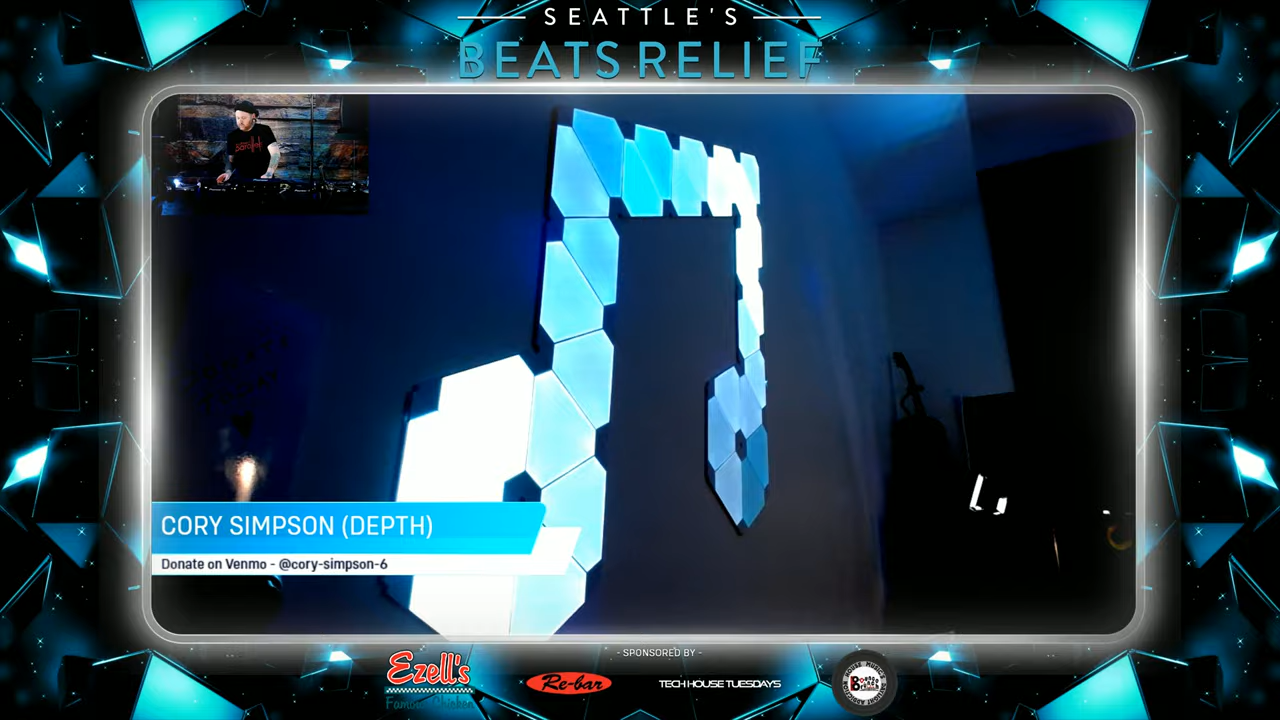 SEATTLE'S
BEATS RELIEF
CORY SIMPSON (DEPTH)
Donate on Venmo - @cory-simpson-6
- SPONSORED BY -
Ezell's
Famous Chicken
Re-bar
TECH HOUSE TUESDAYS